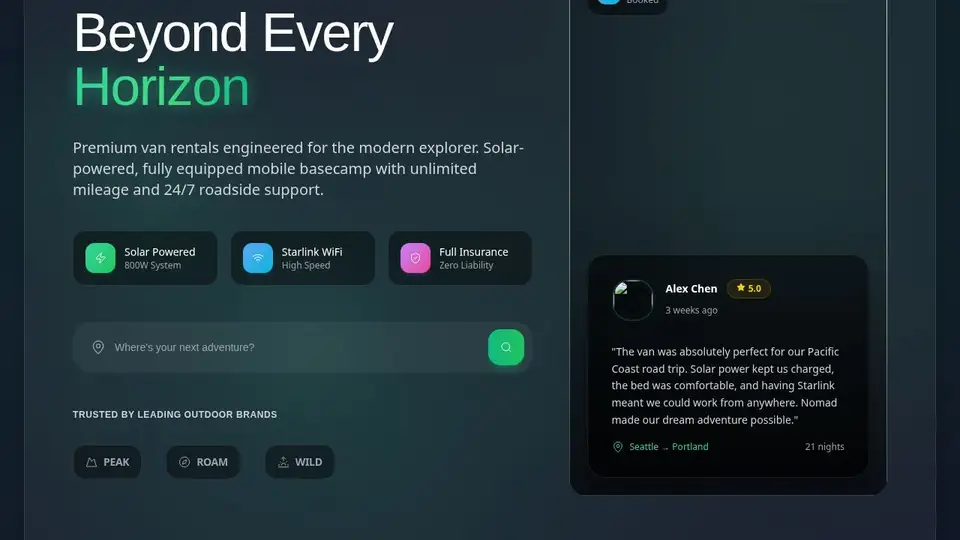 Beyond Every
Horizon
Premium van rentals engineered for the modern explorer. Solar-
powered, fully equipped mobile basecamp with unlimited
mileage and 24/7 roadside support.
Solar Powered
800W System
Starlink WiFi
High Speed
Full Insurance
Zero Liability
Where's your next adventure?
TRUSTED BY LEADING OUTDOOR BRANDS
PEAK
ROAM
WILD
Booked
Alex Chen
5.0
3 weeks ago
"The van was absolutely perfect for our Pacific
Coast road trip. Solar power kept us charged,
the bed was comfortable, and having Starlink
meant we could work from anywhere. Nomad
made our dream adventure possible."
Seattle → Portland
21 nights